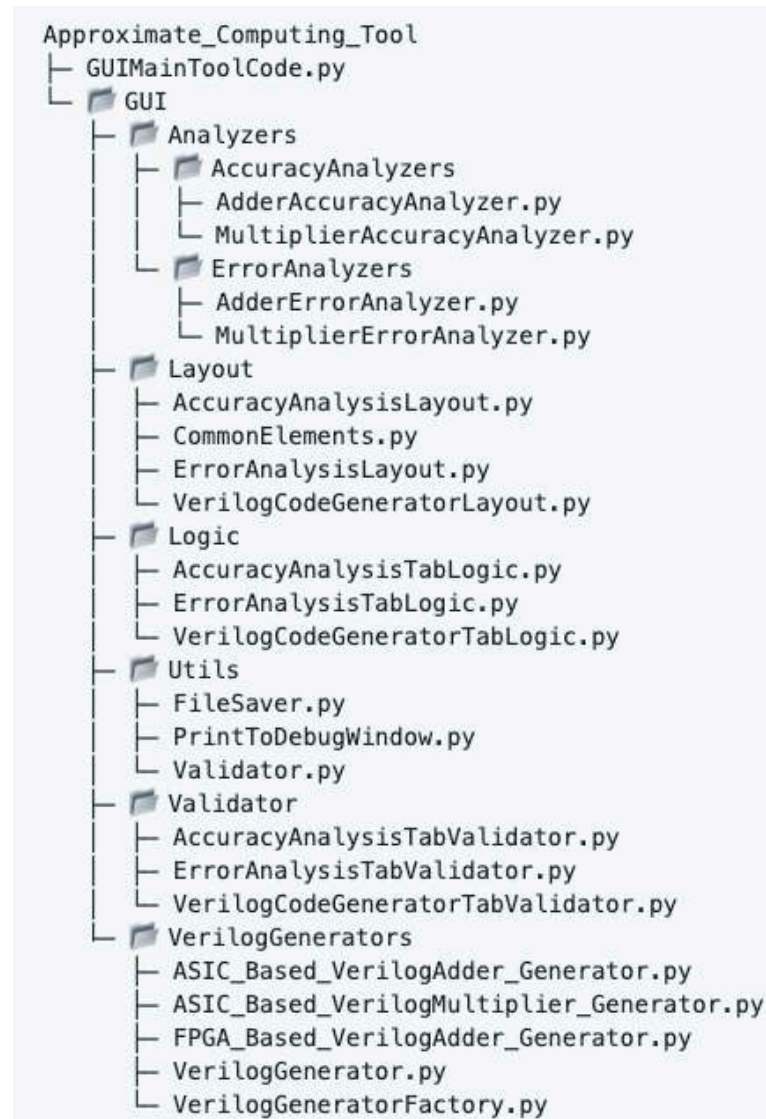 Approximate_Computing_Tool
├─ GUIMainToolCode.py
└─ GUI
├─ Analyzers
│ ├─ AccuracyAnalyzers
│ │ ├─ AdderAccuracyAnalyzer.py
│ │ └─ MultiplierAccuracyAnalyzer.py
│ └─ ErrorAnalyzers
│ ├─ AdderErrorAnalyzer.py
│ └─ MultiplierErrorAnalyzer.py
├─ Layout
│ ├─ AccuracyAnalysisLayout.py
│ ├─ CommonElements.py
│ ├─ ErrorAnalysisLayout.py
│ └─ VerilogCodeGeneratorLayout.py
├─ Logic
│ ├─ AccuracyAnalysisTabLogic.py
│ ├─ ErrorAnalysisTabLogic.py
│ └─ VerilogCodeGeneratorTabLogic.py
├─ Utils
│ ├─ FileSaver.py
│ ├─ PrintToDebugWindow.py
│ └─ Validator.py
├─ Validator
│ ├─ AccuracyAnalysisTabValidator.py
│ ├─ ErrorAnalysisTabValidator.py
│ └─ VerilogCodeGeneratorTabValidator.py
└─ VerilogGenerators
├─ ASIC_Based_VerilogAdder_Generator.py
├─ ASIC_Based_VerilogMultiplier_Generator.py
├─ FPGA_Based_VerilogAdder_Generator.py
├─ VerilogGenerator.py
└─ VerilogGeneratorFactory.py